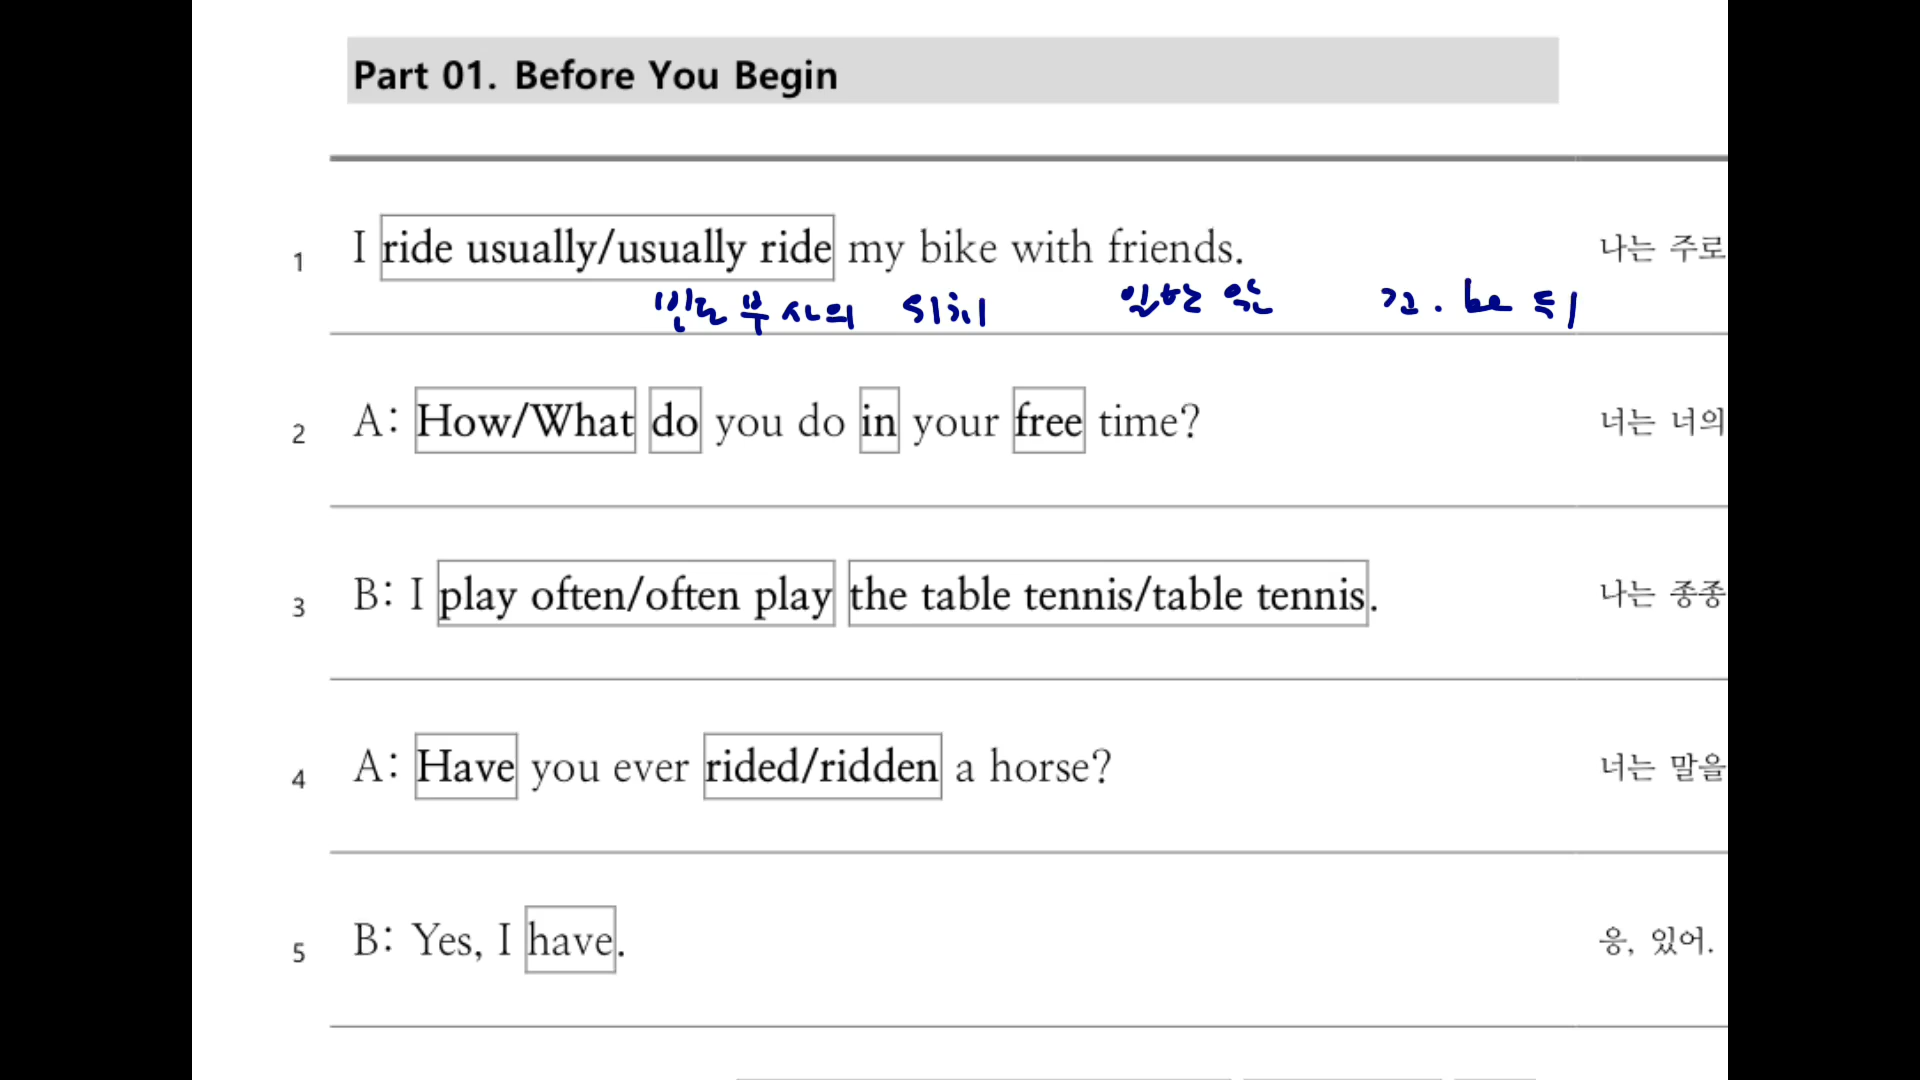 Part 01. Before You Begin
1 I ride usually/usually ride my bike with friends. 나는 주로
빈도 부사의 위치 일반 앞 조. be 뒤
2 A: How/What do you do in your free time? 너는 너의
3 B: I play often/often play the table tennis/table tennis. 나는 종종
4 A: Have you ever rided/ridden a horse? 너는 말을
5 B: Yes, I have. 응, 있어.